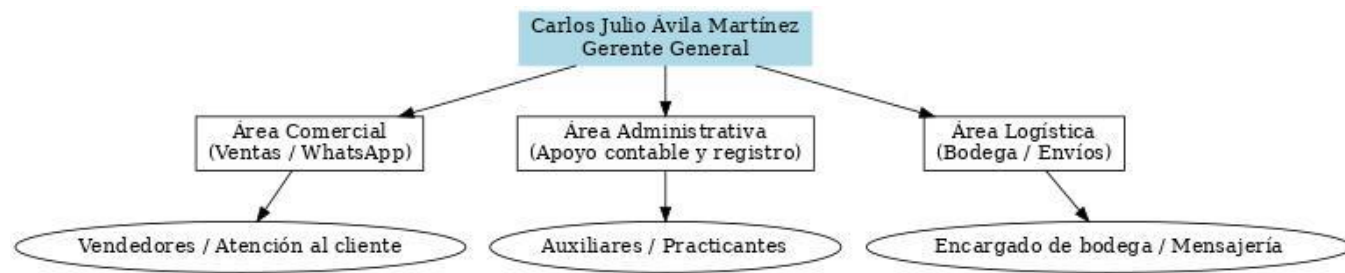 Carlos Julio Ávila Martínez
Gerente General
Área Comercial
(Ventas / WhatsApp)
Área Administrativa
(Apoyo contable y registro)
Área Logística
(Bodega / Envíos)
Vendedores / Atención al cliente
Auxiliares / Practicantes
Encargado de bodega / Mensajería